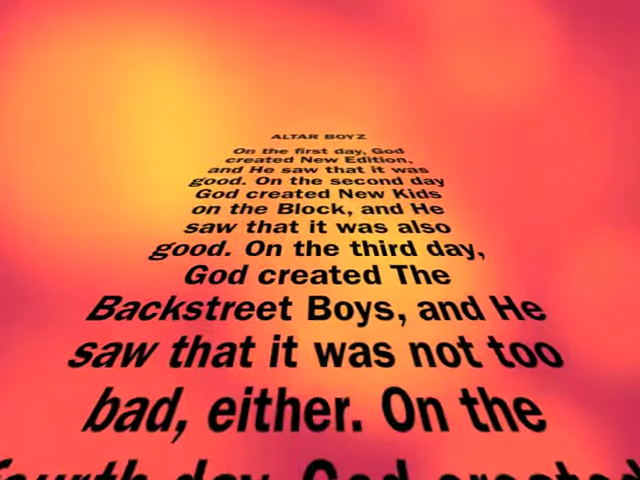 ALTAR BOYZ
On the first day, God
created New Edition,
and He saw that it was
good. On the second day
God created New Kids
on the Block, and He
saw that it was also
good. On the third day,
God created The
Backstreet Boys, and He
saw that it was not too
bad, either. On the
fourth day, God created